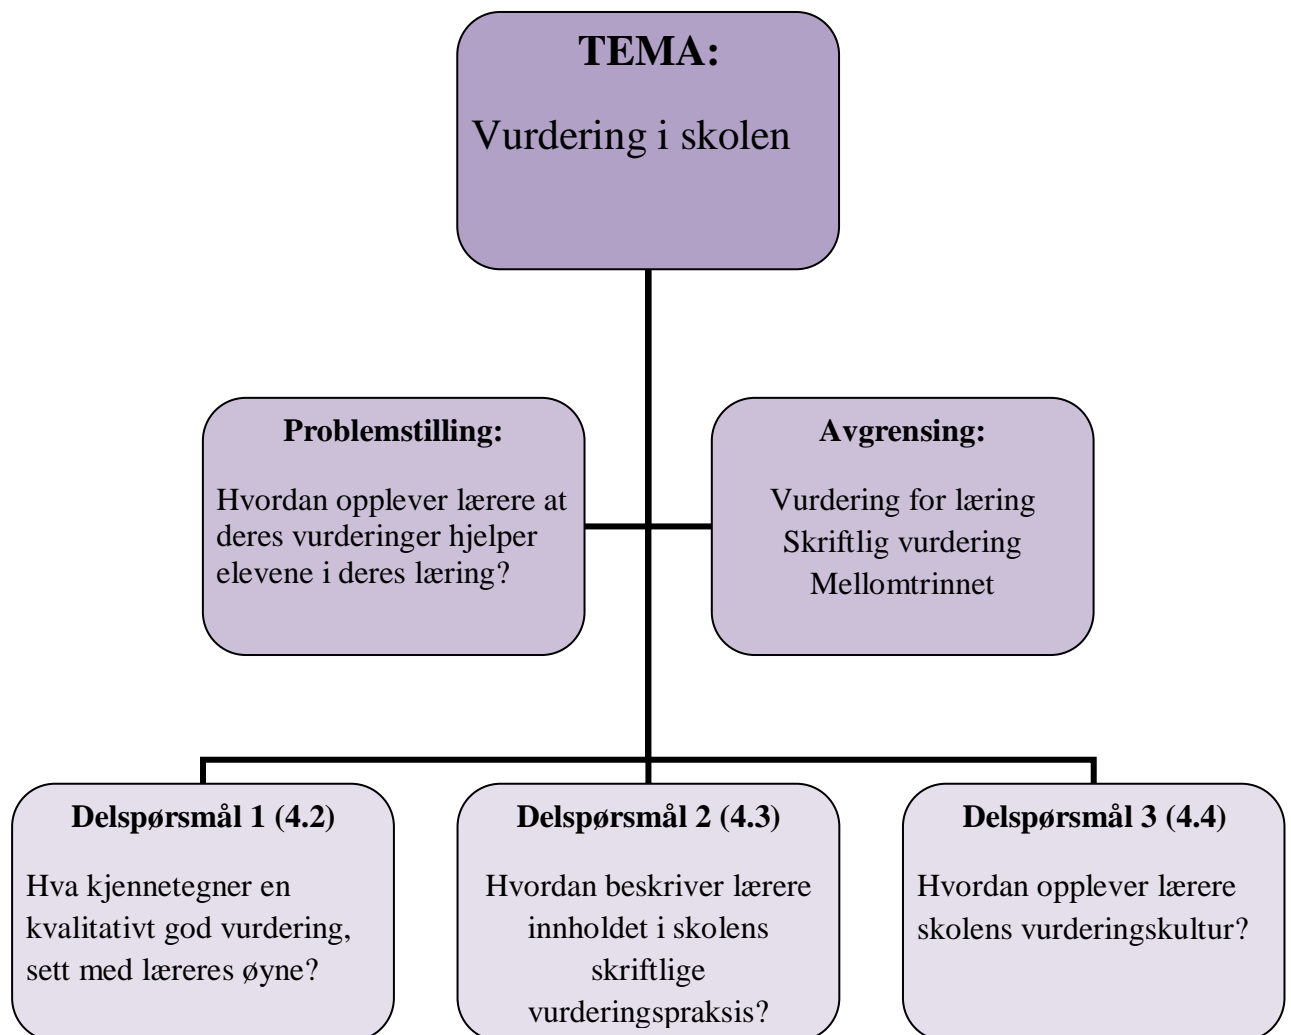 TEMA:
Vurdering i skolen
Problemstilling:
Hvordan opplever lærere at
deres vurderinger hjelper
elevene i deres læring?
Avgrensing:
Vurdering for læring
Skriftlig vurdering
Mellomtrinnet
Delspørsmål 1 (4.2)
Hva kjennetegner en
kvalitativt god vurdering,
sett med læreres øyne?
Delspørsmål 2 (4.3)
Hvordan beskriver lærere
innholdet i skolens
skriftlige
vurderingspraksis?
Delspørsmål 3 (4.4)
Hvordan opplever lærere
skolens vurderingskultur?